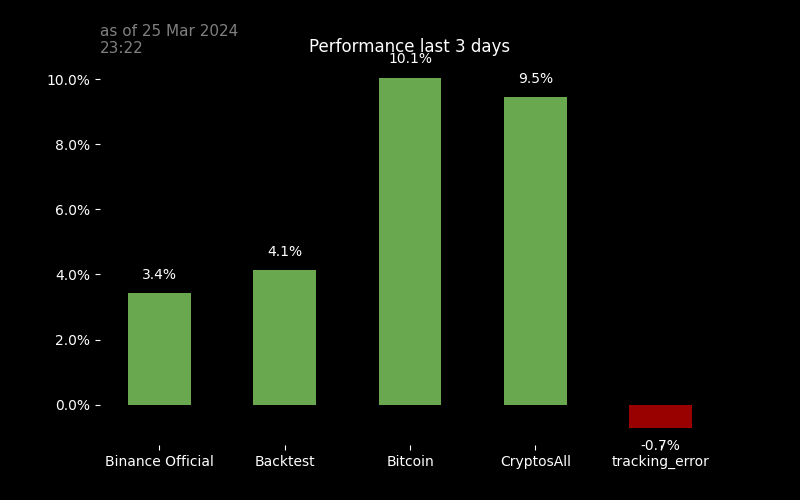 as of 25 Mar 2024
23:22
Performance last 3 days
10.1%
9.5%
10.0%
8.0%
6.0%
4.1%
4.0%
3.4%
2.0%
0.0%
-0.7%
Binance Official
Backtest
Bitcoin
CryptosAll
tracking_error